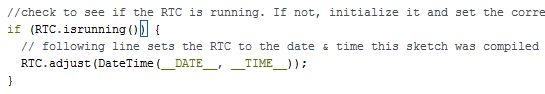 //check to see if the RTC is running. If not, initialize it and set the corre
if (RTC.isrunning()) {
// following line sets the RTC to the date & time this sketch was compiled
RTC.adjust(DateTime(__DATE__, __TIME__));
}